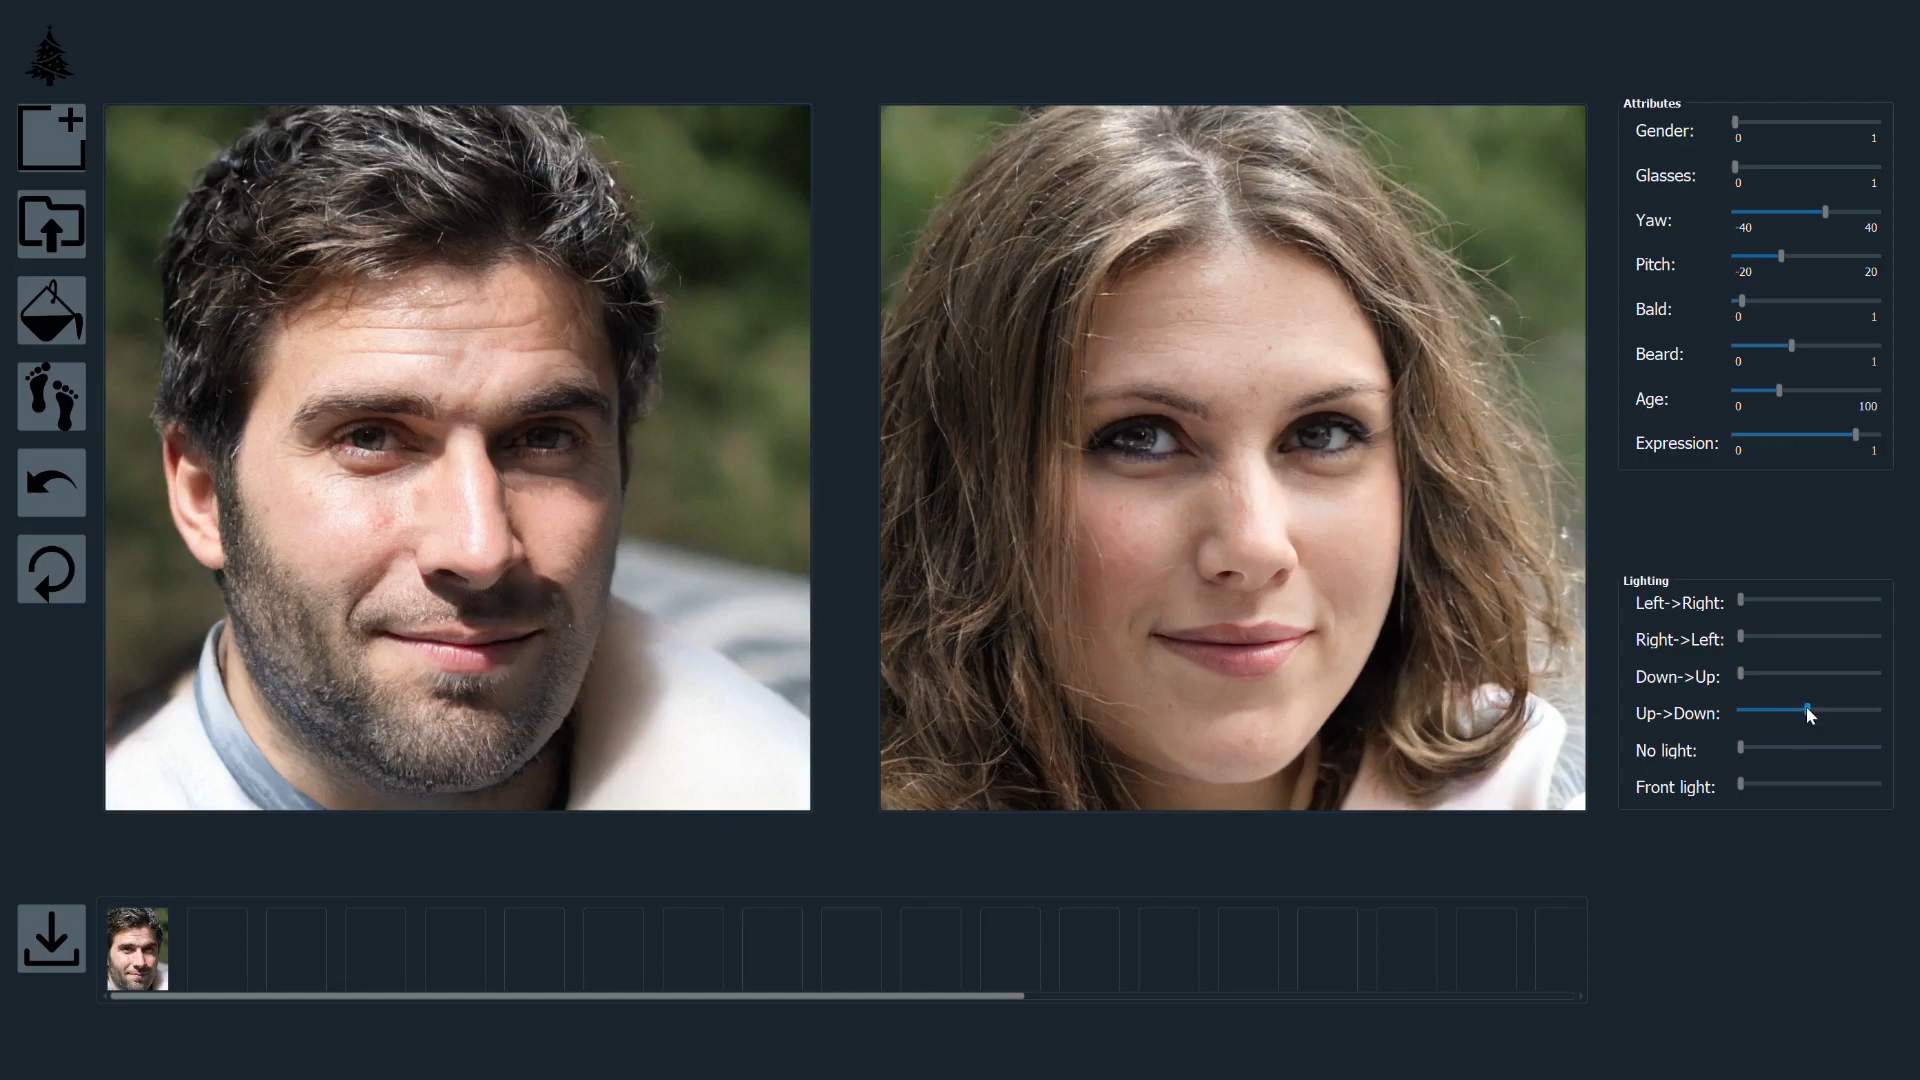 Attributes
Gender:
0 1
Glasses:
0 1
Yaw:
-40 40
Pitch:
-20 20
Bald:
0 1
Beard:
0 1
Age:
0 100
Expression:
0 1
Lighting
Left->Right:
Right->Left:
Down->Up:
Up->Down:
No light:
Front light: